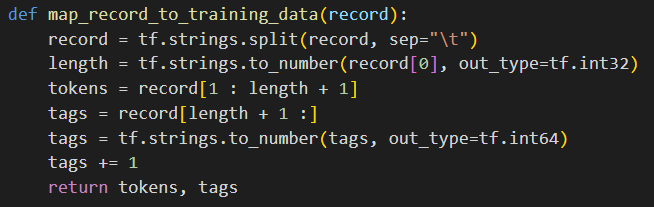 def map_record_to_training_data(record):
    record = tf.strings.split(record, sep="\t")
    length = tf.strings.to_number(record[0], out_type=tf.int32)
    tokens = record[1 : length + 1]
    tags = record[length + 1 :]
    tags = tf.strings.to_number(tags, out_type=tf.int64)
    tags += 1
    return tokens, tags